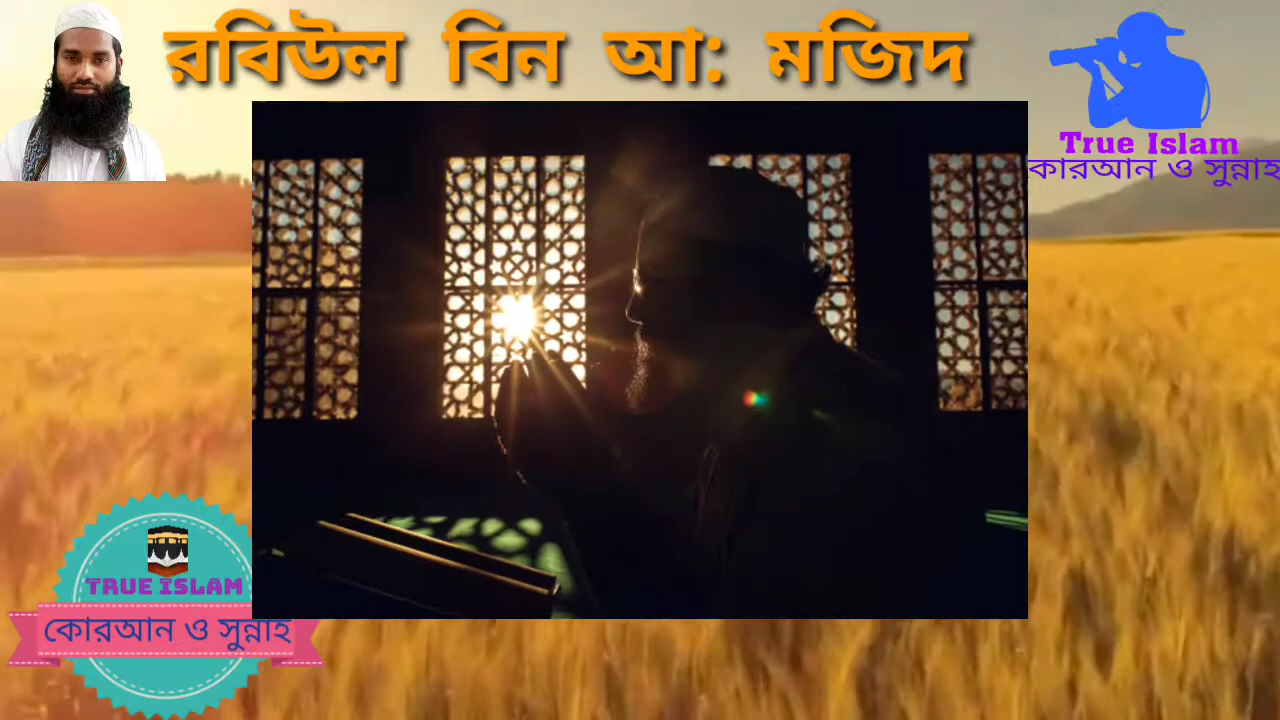 রবিউল বিন আ: মজিদ
True Islam
কারআন ও সুন্নাহ
TRUE ISLAM
কোরআন ও সুন্নাহ